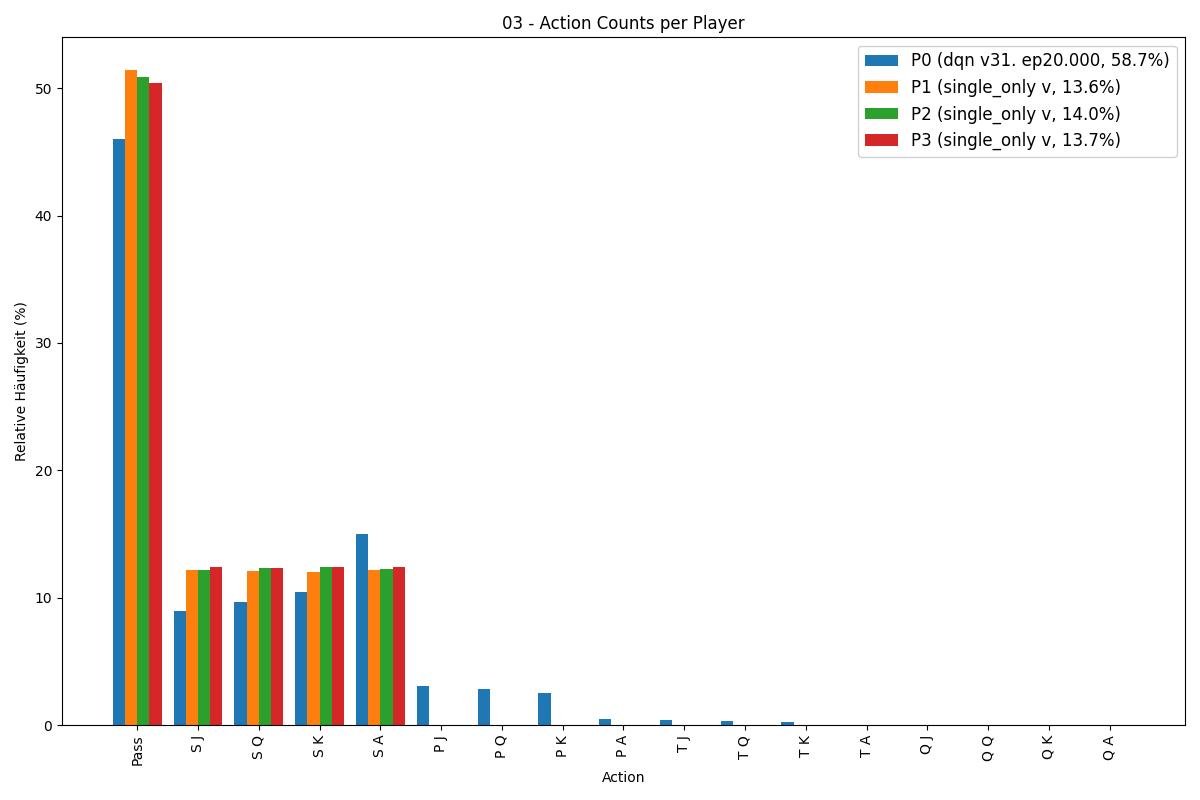 03 - Action Counts per Player
P0 (dqn v31. ep20.000, 58.7%)
P1 (single_only v, 13.6%)
P2 (single_only v, 14.0%)
P3 (single_only v, 13.7%)
Relative Häufigkeit (%)
50
40
30
20
10
0
Pass
S J
S Q
S K
S A
P J
P Q
P K
P A
T J
T Q
T K
T A
Q J
Q Q
Q K
Q A
Action